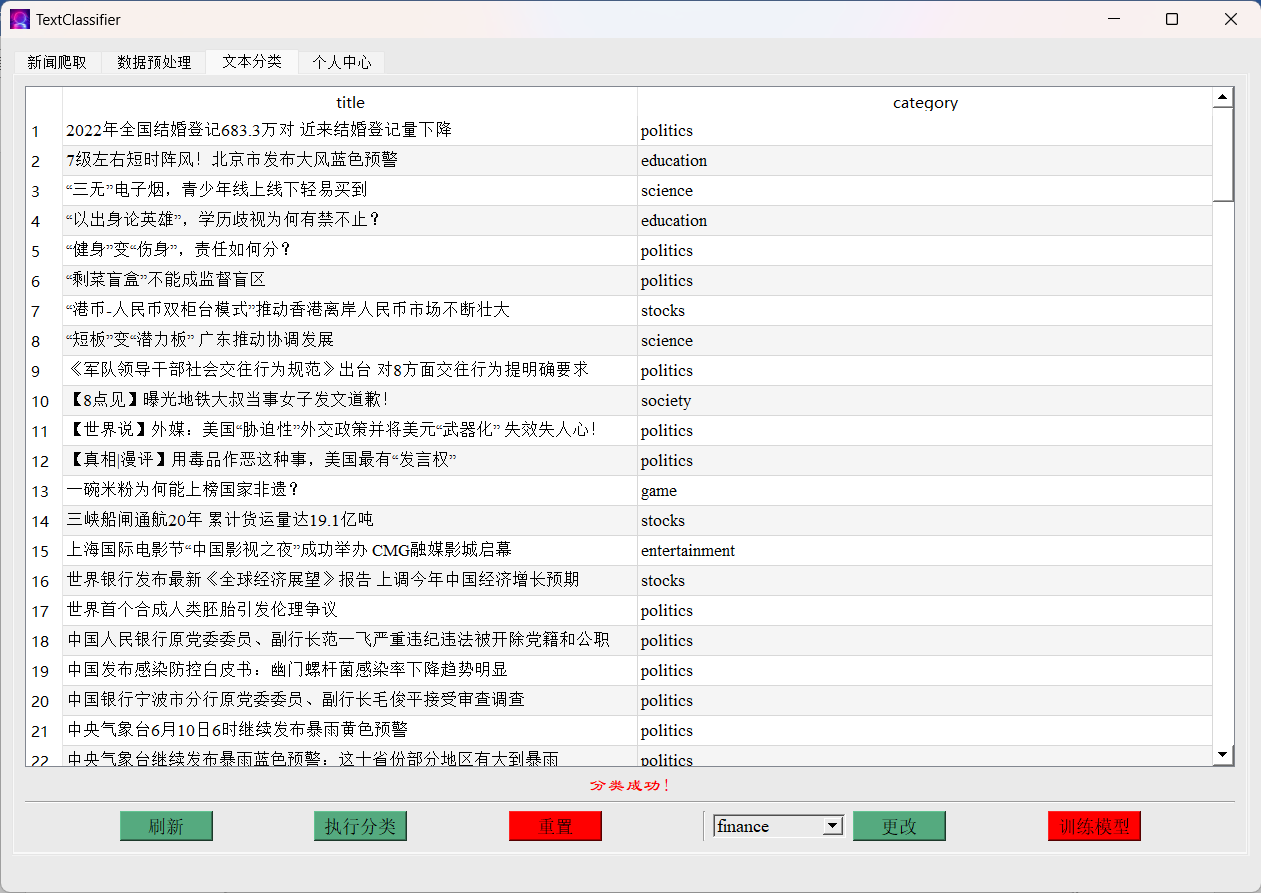 TextClassifier
新闻爬取 数据预处理 文本分类 个人中心
title category
1 2022年全国结婚登记683.3万对 近来结婚登记量下降 politics
2 7级左右短时阵风！北京市发布大风蓝色预警 education
3 “三无”电子烟，青少年线上线下轻易买到 science
4 “以出身论英雄”，学历歧视为何有禁不止？ education
5 “健身”变“伤身”，责任如何分？ politics
6 “剩菜盲盒”不能成监督盲区 politics
7 “港币-人民币双柜台模式”推动香港离岸人民币市场不断壮大 stocks
8 “短板”变“潜力板” 广东推动协调发展 science
9 《军队领导干部社会交往行为规范》出台 对8方面交往行为提明确要求 politics
10 【8点见】曝光地铁大叔当事女子发文道歉！ society
11 【世界说】外媒：美国“胁迫性”外交政策并将美元“武器化” 失效失人心！ politics
12 【真相|漫评】用毒品作恶这种事，美国最有“发言权” politics
13 一碗米粉为何能上榜国家非遗？ game
14 三峡船闸通航20年 累计货运量达19.1亿吨 stocks
15 上海国际电影节“中国影视之夜”成功举办 CMG融媒影城启幕 entertainment
16 世界银行发布最新《全球经济展望》报告 上调今年中国经济增长预期 stocks
17 世界首个合成人类胚胎引发伦理争议 politics
18 中国人民银行原党委委员、副行长范一飞严重违纪违法被开除党籍和公职 politics
19 中国发布感染防控白皮书：幽门螺杆菌感染率下降趋势明显 politics
20 中国银行宁波市分行原党委委员、副行长毛俊平接受审查调查 politics
21 中央气象台6月10日6时继续发布暴雨黄色预警 politics
22 中央气象台继续发布暴雨蓝色预警：这十省份部分地区有大到暴雨 politics
分类成功！
刷新 执行分类 重置 finance 更改 训练模型